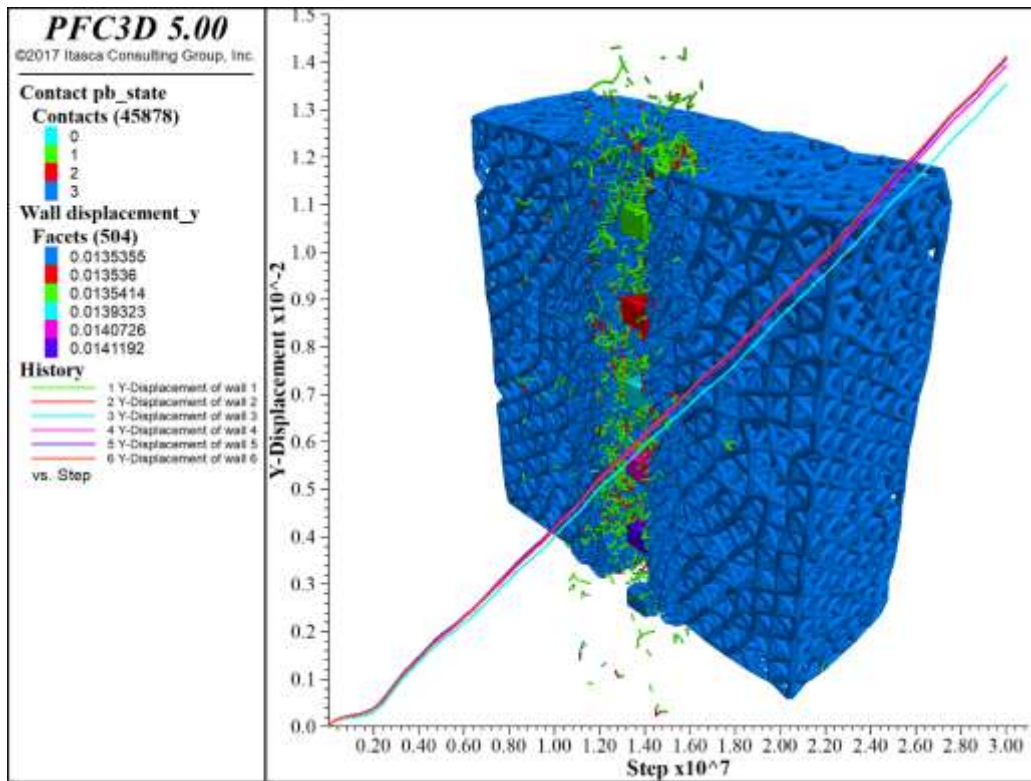 PFC3D 5.00
©2017 Itasca Consulting Group, Inc.
Contact pb_state
Contacts (45878)
0
1
2
3
Wall displacement_y
Facets (504)
0.0135355
0.013536
0.0135414
0.0139323
0.0140726
0.0141192
History
1 Y-Displacement of wall 1
2 Y-Displacement of wall 2
3 Y-Displacement of wall 3
4 Y-Displacement of wall 4
5 Y-Displacement of wall 5
6 Y-Displacement of wall 6
vs. Step
Y-Displacement x10^-2
1.4
1.3
1.2
1.1
1.0
0.9
0.8
0.7
0.6
0.5
0.4
0.3
0.2
0.1
0.0
0.20 0.40 0.60 0.80 1.00 1.20 1.40 1.60 1.80 2.00 2.20 2.40 2.60 2.80 3.00
Step x10^7